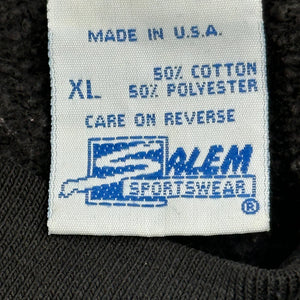 MADE IN U.S.A.
50% COTTON
XL 50% POLYESTER
CARE ON REVERSE
SALEM
SPORTSWEAR
®